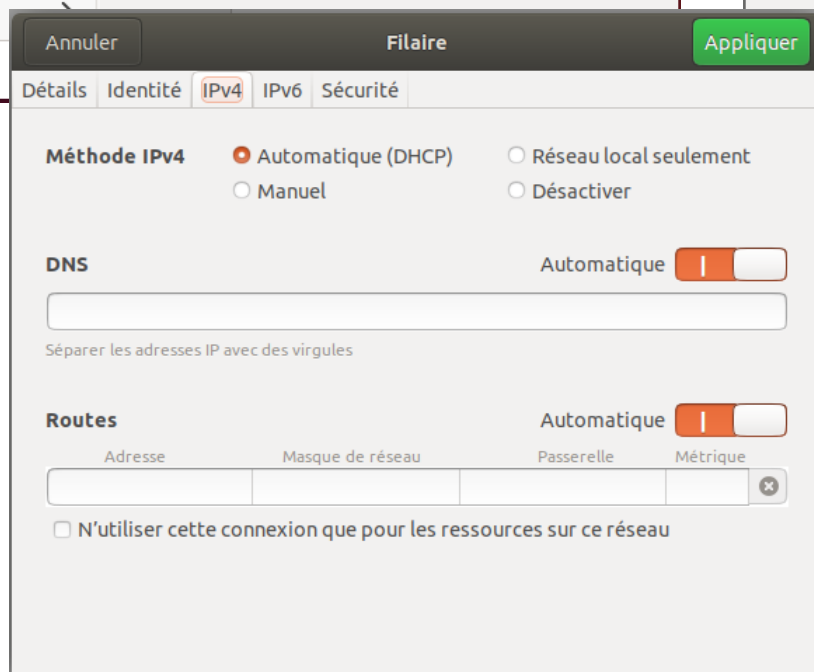 Annuler Filaire Appliquer
Détails Identité IPv4 IPv6 Sécurité
Méthode IPv4 Automatique (DHCP) Réseau local seulement
Manuel Désactiver
DNS Automatique
Séparer les adresses IP avec des virgules
Routes Automatique
Adresse Masque de réseau Passerelle Métrique
N’utiliser cette connexion que pour les ressources sur ce réseau